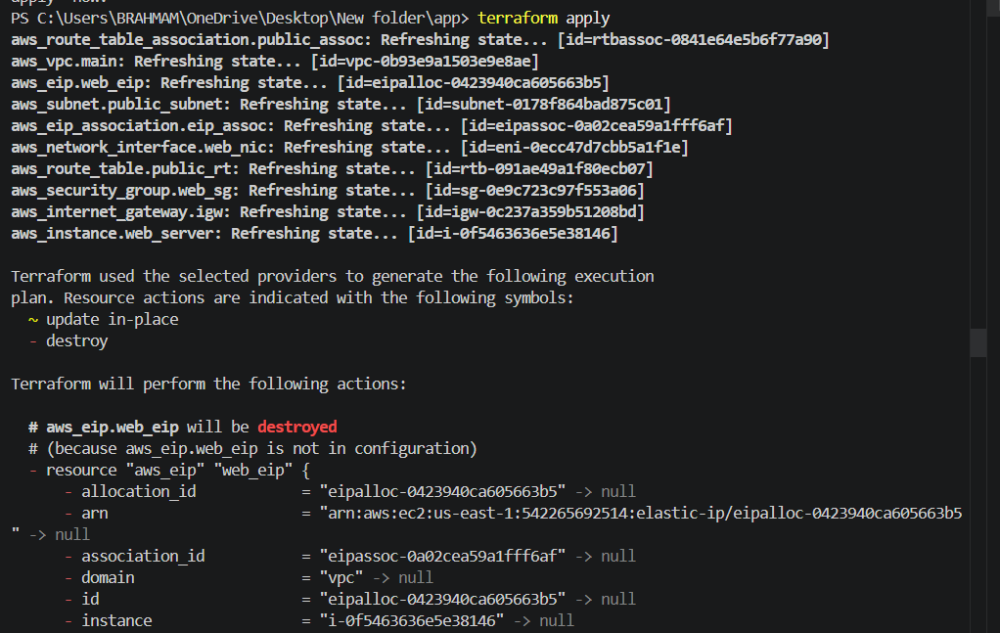 PS C:\Users\BRAHMAM\OneDrive\Desktop\New folder\app> terraform apply
aws_route_table_association.public_assoc: Refreshing state... [id=rtbassoc-0841e64e5b6f77a90]
aws_vpc.main: Refreshing state... [id=vpc-0b93e9a1503e9e8ae]
aws_eip.web_eip: Refreshing state... [id=eipalloc-0423940ca605663b5]
aws_subnet.public_subnet: Refreshing state... [id=subnet-0178f864bad875c01]
aws_eip_association.eip_assoc: Refreshing state... [id=eipassoc-0a02cea59a1fff6af]
aws_network_interface.web_nic: Refreshing state... [id=eni-0ecc47d7cbb5a1f1e]
aws_route_table.public_rt: Refreshing state... [id=rtb-091ae49a1f80ecb07]
aws_security_group.web_sg: Refreshing state... [id=sg-0e9c723c97f553a06]
aws_internet_gateway.igw: Refreshing state... [id=igw-0c237a359b51208bd]
aws_instance.web_server: Refreshing state... [id=i-0f5463636e5e38146]
Terraform used the selected providers to generate the following execution
plan. Resource actions are indicated with the following symbols:
~ update in-place
- destroy
Terraform will perform the following actions:
# aws_eip.web_eip will be destroyed
# (because aws_eip.web_eip is not in configuration)
- resource "aws_eip" "web_eip" {
- allocation_id = "eipalloc-0423940ca605663b5" -> null
- arn = "arn:aws:ec2:us-east-1:542265692514:elastic-ip/eipalloc-0423940ca605663b5
" -> null
- association_id = "eipassoc-0a02cea59a1fff6af" -> null
- domain = "vpc" -> null
- id = "eipalloc-0423940ca605663b5" -> null
- instance = "i-0f5463636e5e38146" -> null